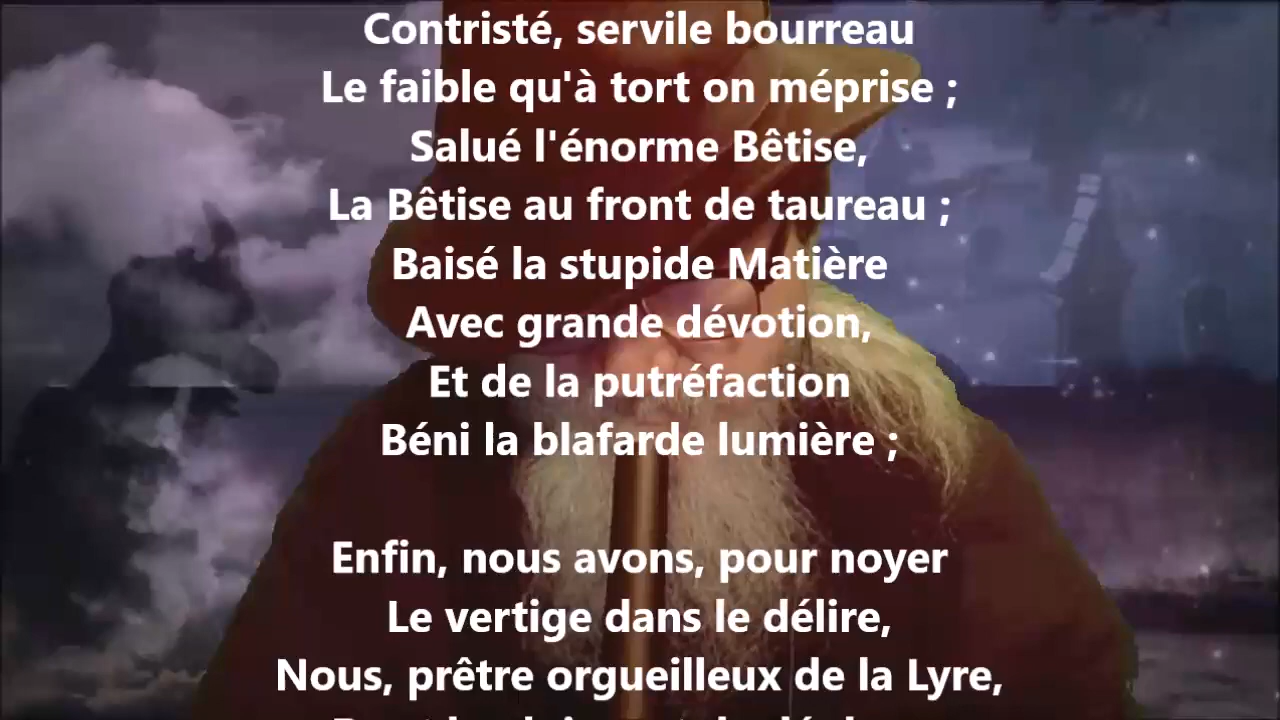 Contristé, servile bourreau
Le faible qu'à tort on méprise ;
Salué l'énorme Bêtise,
La Bêtise au front de taureau ;
Baisé la stupide Matière
Avec grande dévotion,
Et de la putréfaction
Béni la blafarde lumière ;
Enfin, nous avons, pour noyer
Le vertige dans le délire,
Nous, prêtre orgueilleux de la Lyre,